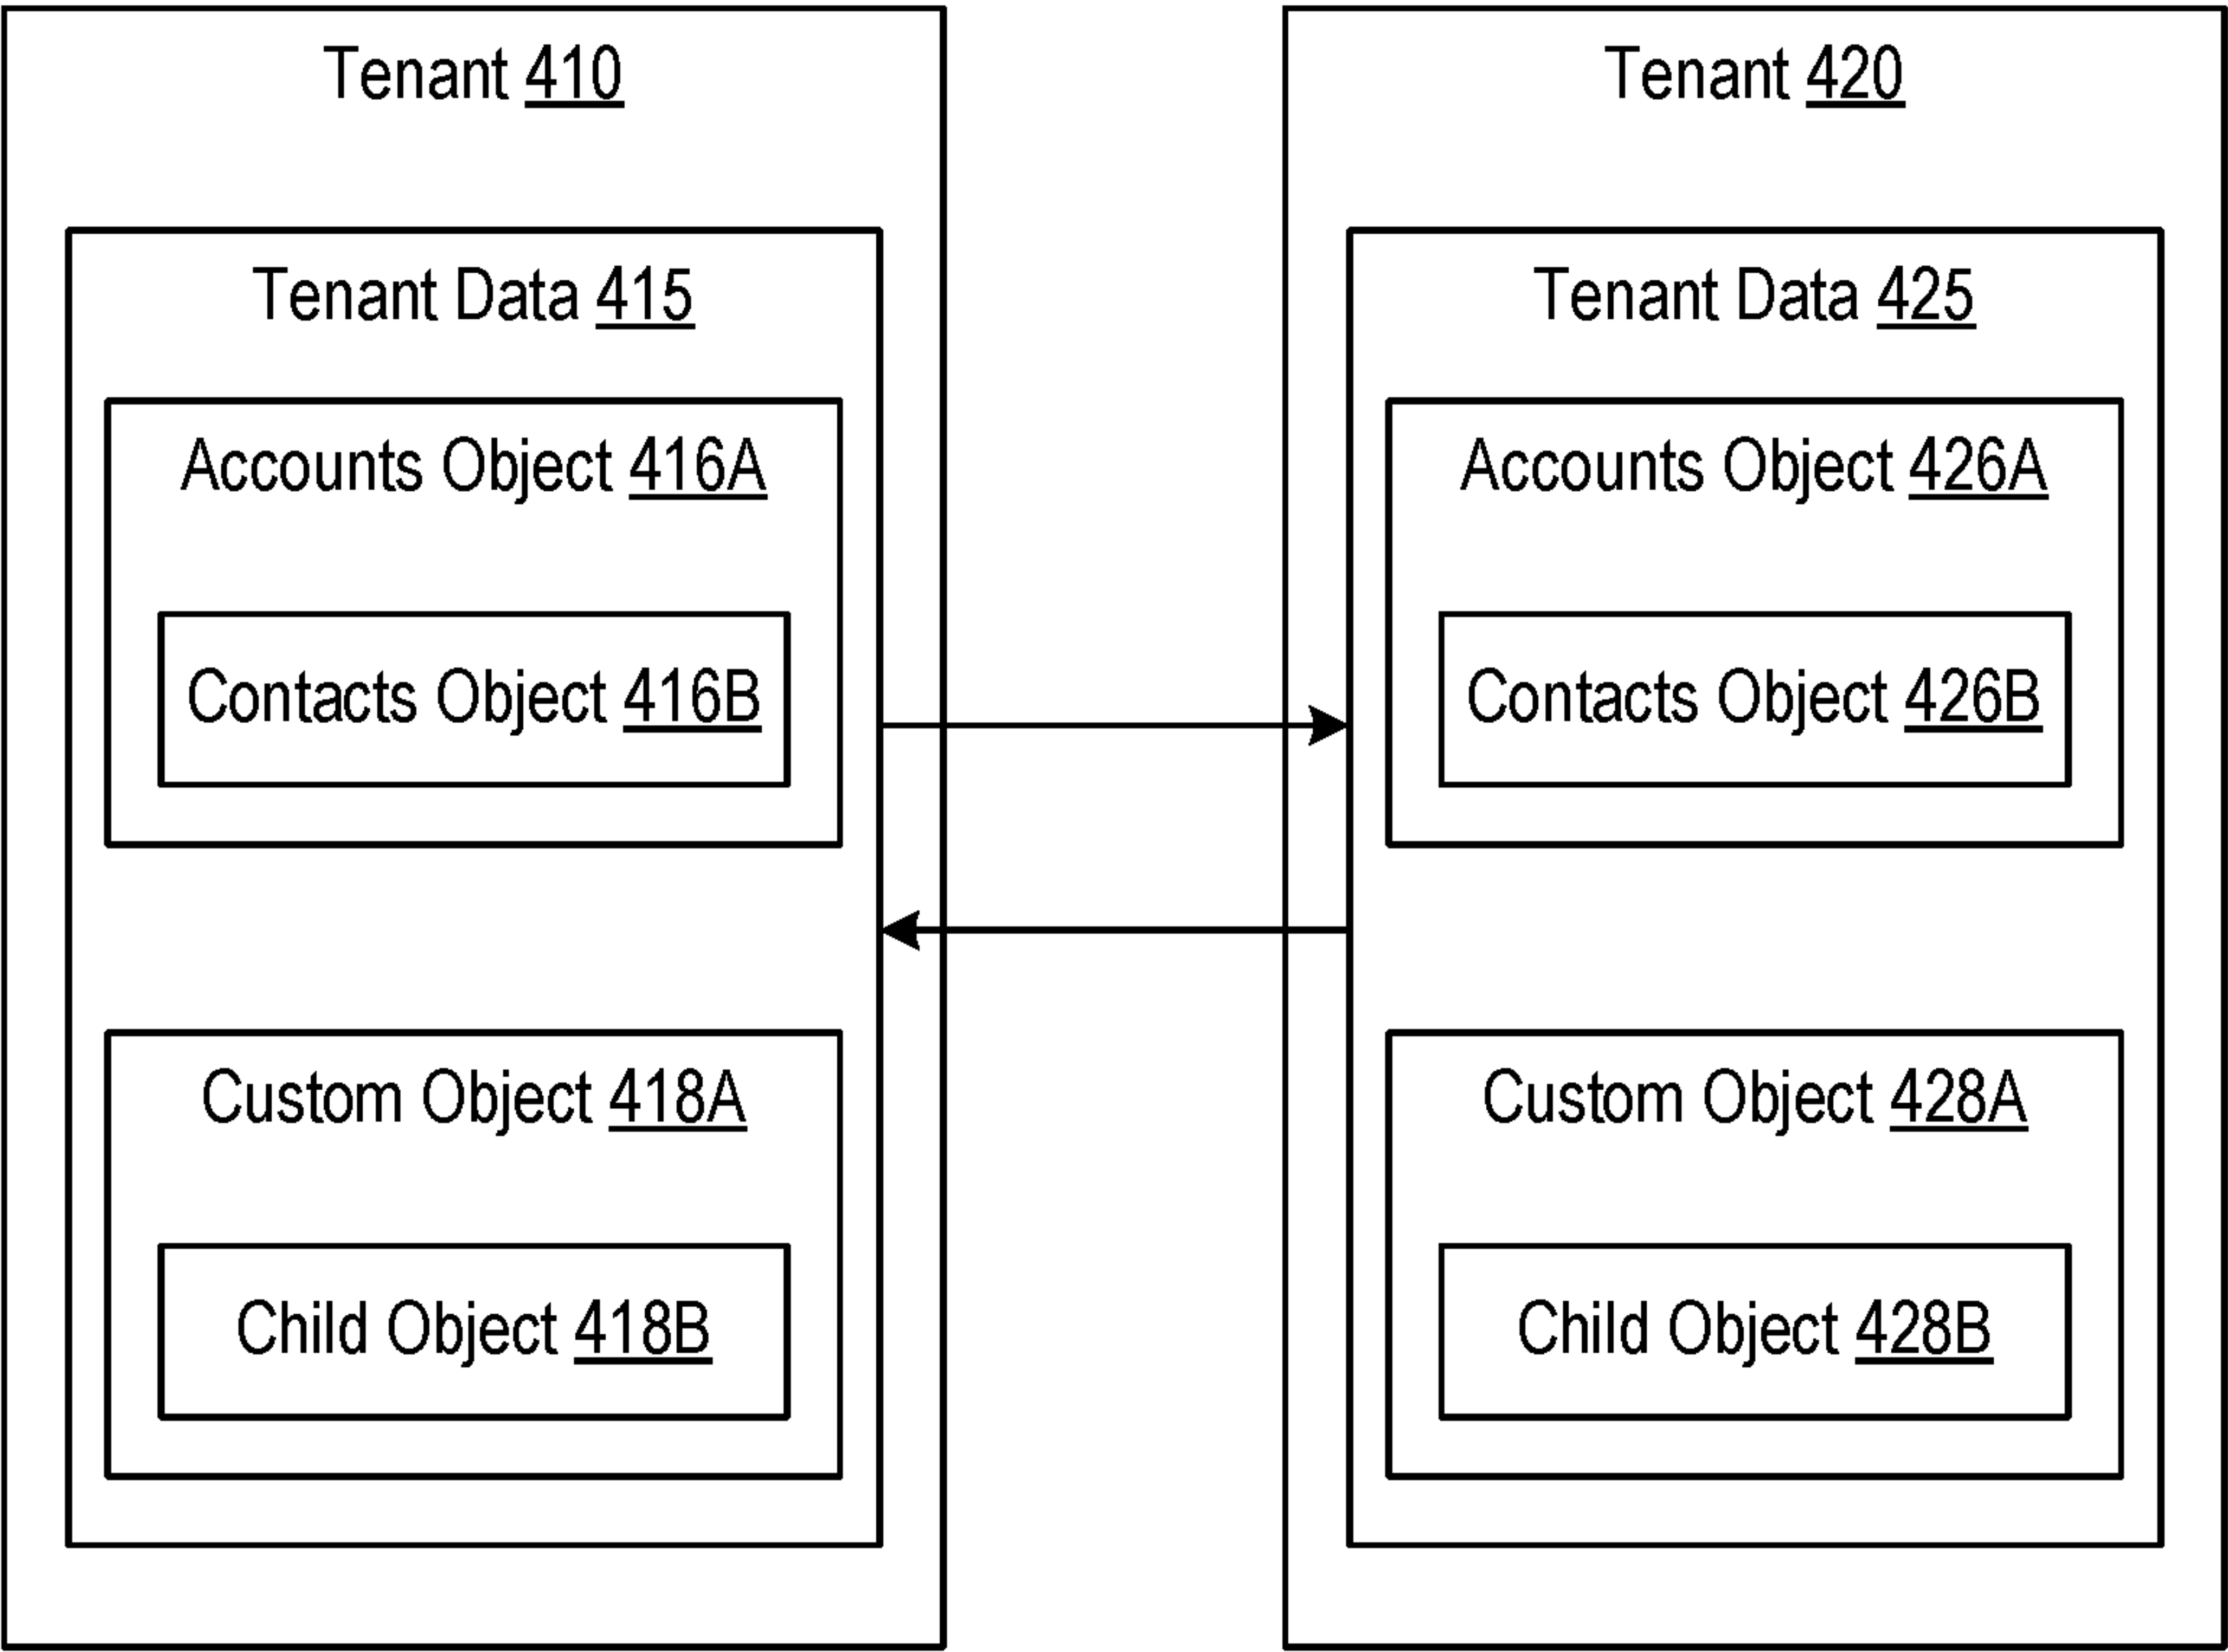 Tenant 410
Tenant Data 415
Accounts Object 416A
Contacts Object 416B
Custom Object 418A
Child Object 418B
Tenant 420
Tenant Data 425
Accounts Object 426A
Contacts Object 426B
Custom Object 428A
Child Object 428B